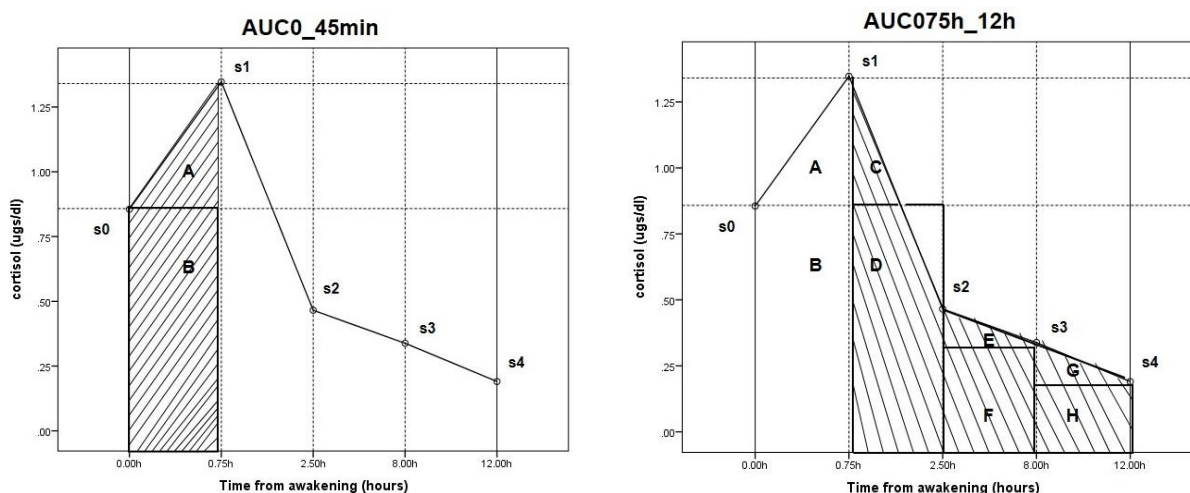 AUC0_45min
s1
1.25
A
1.00
s0
B
.75
cortisol (ugs/dl)
s2
.50
s3
s4
.25
.00
0.00h 0.75h 2.50h 8.00h 12.00h
Time from awakening (hours)
AUC075h_12h
s1
1.25
A C
1.00
s0
B D
.75
cortisol (ugs/dl)
s2
.50
s3
E
s4
G
.25
F H
.00
0.00h 0.75h 2.50h 8.00h 12.00h
Time from awakening (hours)